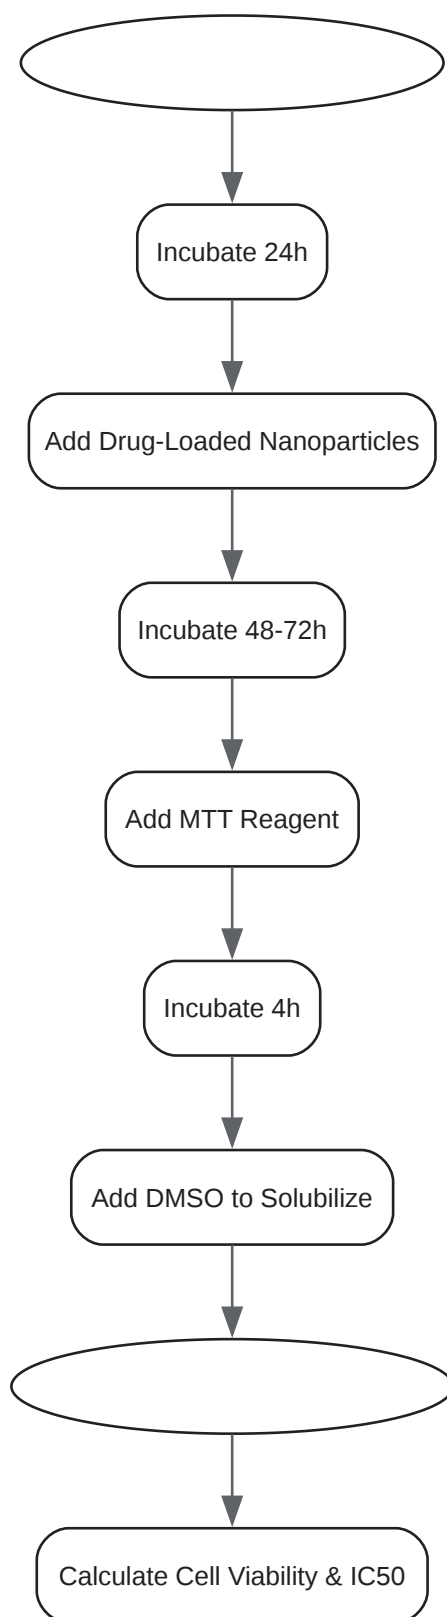 Incubate 24h
Add Drug-Loaded Nanoparticles
Incubate 48-72h
Add MTT Reagent
Incubate 4h
Add DMSO to Solubilize
Calculate Cell Viability & IC50